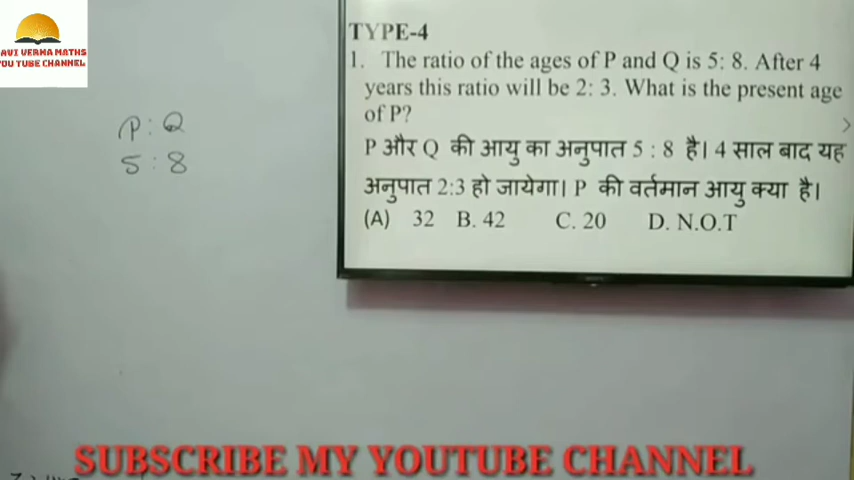 AVI VERMA MATHS
YOU TUBE CHANNEL
P : Q
5 : 8
TYPE-4
1. The ratio of the ages of P and Q is 5: 8. After 4
years this ratio will be 2: 3. What is the present age
of P?
P और Q की आयु का अनुपात 5 : 8 है। 4 साल बाद यह
अनुपात 2:3 हो जायेगा। P की वर्तमान आयु क्या है।
(A) 32 B. 42 C. 20 D. N.O.T
SUBSCRIBE MY YOUTUBE CHANNEL